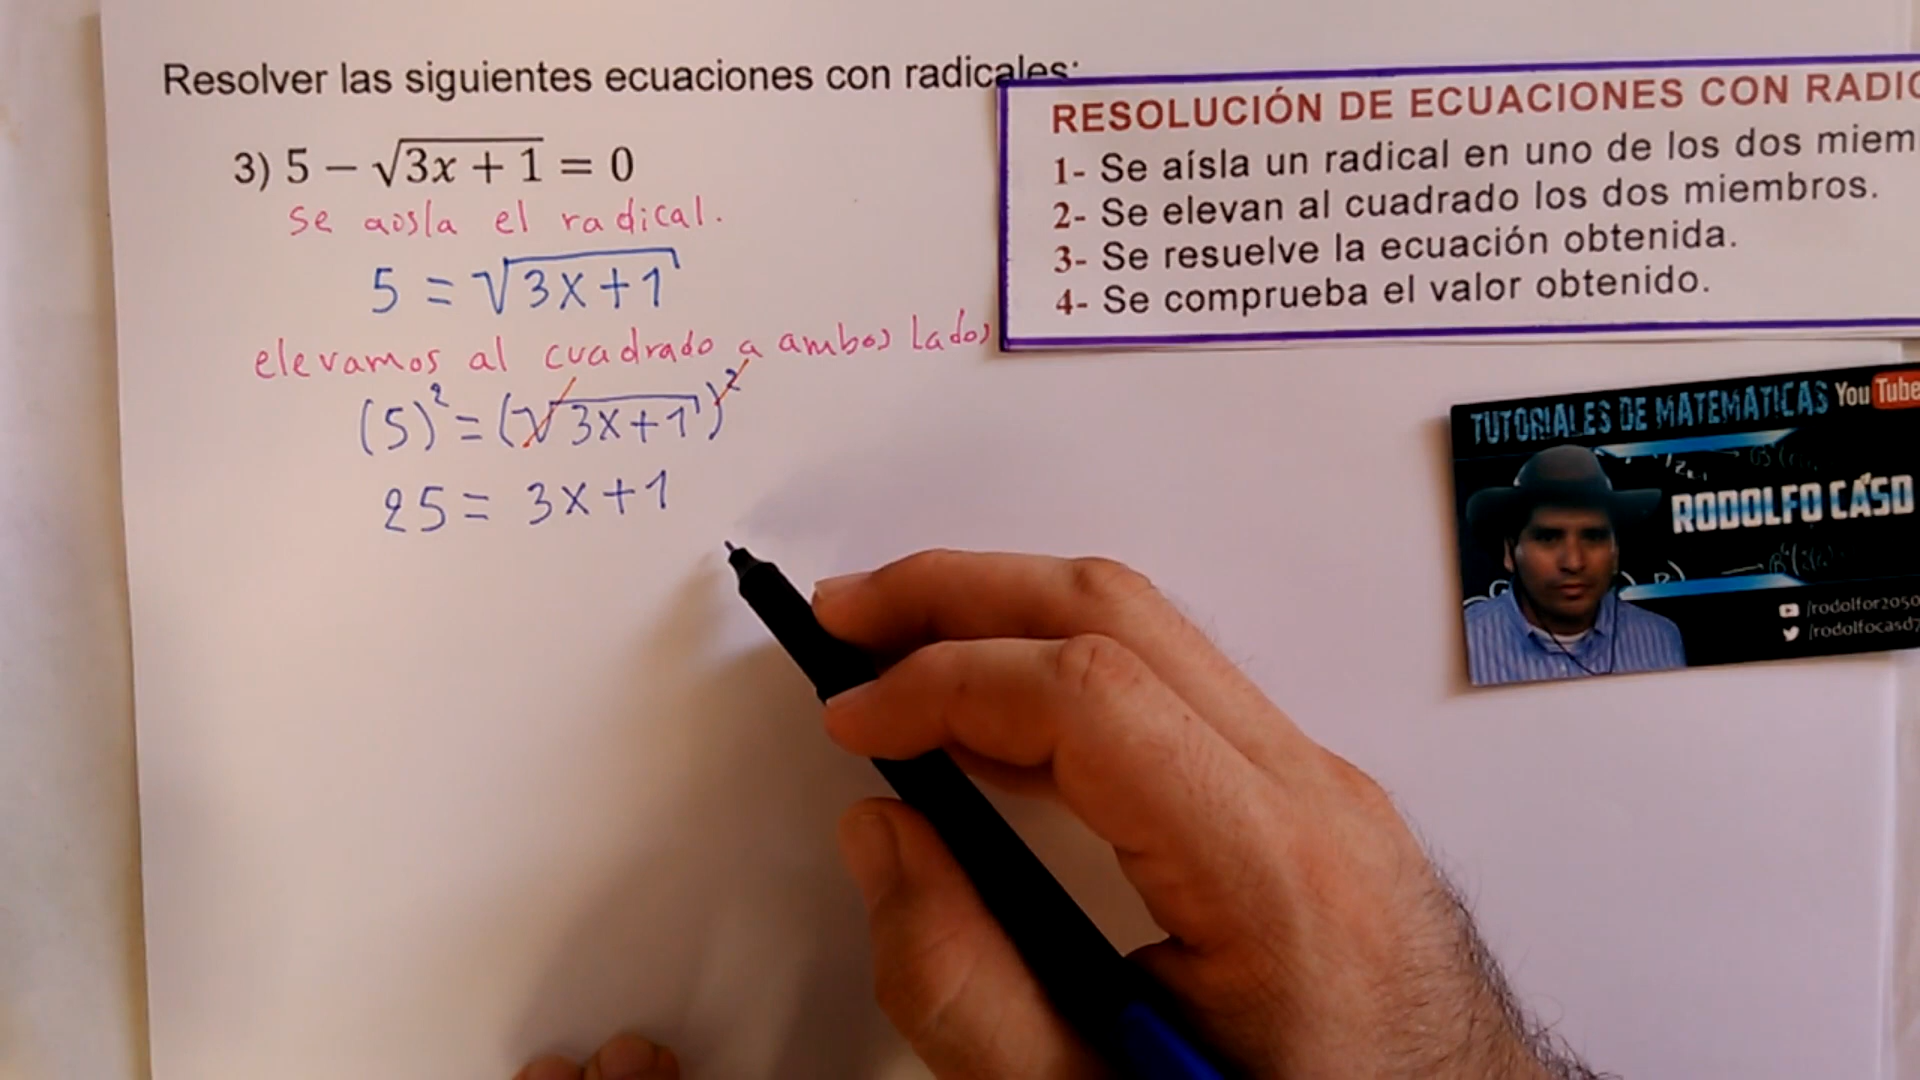 Resolver las siguientes ecuaciones con radicales:
3) 5 − √3x + 1 = 0
Se aisla el radical.
5 = √3x+1
elevamos al cuadrado a ambos lados
(5)² = (√3x+1)²
25 = 3x+1
RESOLUCIÓN DE ECUACIONES CON RADIC
1- Se aísla un radical en uno de los dos miem
2- Se elevan al cuadrado los dos miembros.
3- Se resuelve la ecuación obtenida.
4- Se comprueba el valor obtenido.
TUTORIALES DE MATEMATICAS YouTube
RODOLFO CASD
/rodolfor2050
/rodolfocasd7